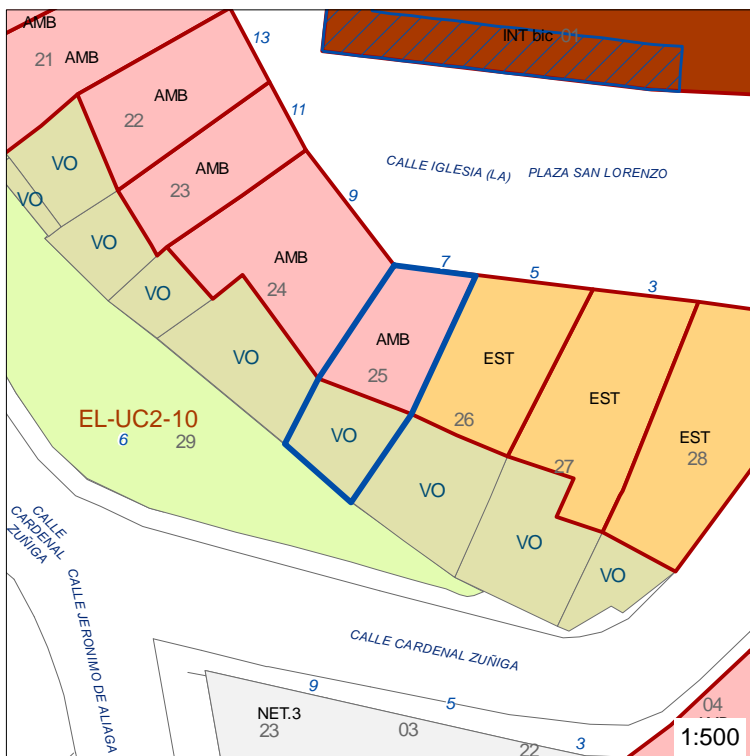 AMB
13
INT bic 01
21
AMB
AMB
22
11
CALLE IGLESIA (LA) PLAZA SAN LORENZO
VO
AMB
23
9
VO
VO
AMB
7
5
3
VO
24
AMB
EST
VO
25
EST
26
EST
28
EL-UC2-10
6
29
VO
27
VO
VO
VO
CALLE
CARDENAL
ZUÑIGA
CALLE JERONIMO DE ALIAGA
CALLE CARDENAL ZUÑIGA
9
5
3
NET.3
23
03
22
04
1:500